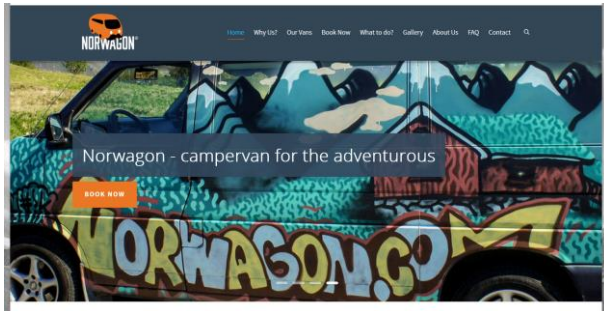 NORWAGON®
Home Why Us? Our Vans Book Now What to do? Gallery About Us FAQ Contact
Norwagon - campervan for the adventurous
BOOK NOW
NORWAGON.COM